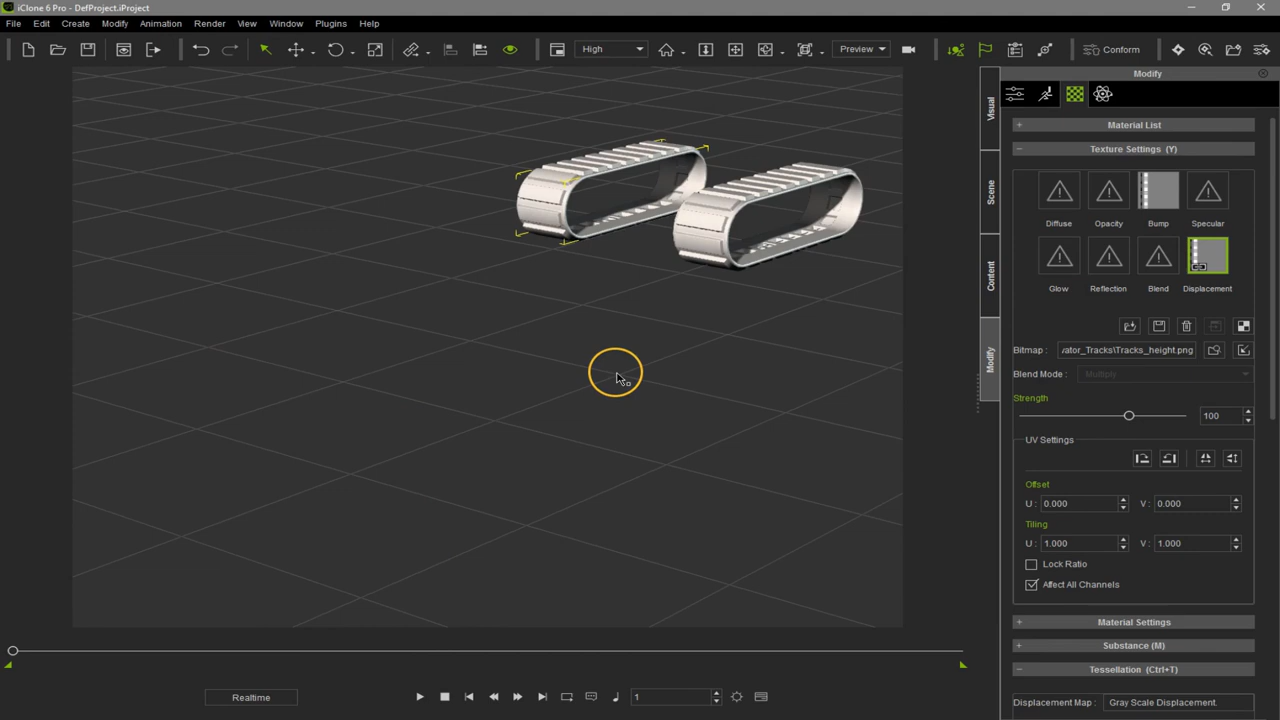 iClone 6 Pro - DefProject.iProject
File Edit Create Modify Animation Render View Window Plugins Help
High Preview Conform
Modify
Visual
Scene
Content
Modify
Material List
Texture Settings (Y)
Diffuse Opacity Bump Specular
Glow Reflection Blend Displacement
Bitmap : /ator_Tracks\Tracks_height.png
Blend Mode : Multiply
Strength
100
UV Settings
Offset
U : 0.000 V : 0.000
Tiling
U : 1.000 V : 1.000
Lock Ratio
Affect All Channels
Material Settings
Substance (M)
Tessellation (Ctrl+T)
Displacement Map : Gray Scale Displacement.
Realtime 1